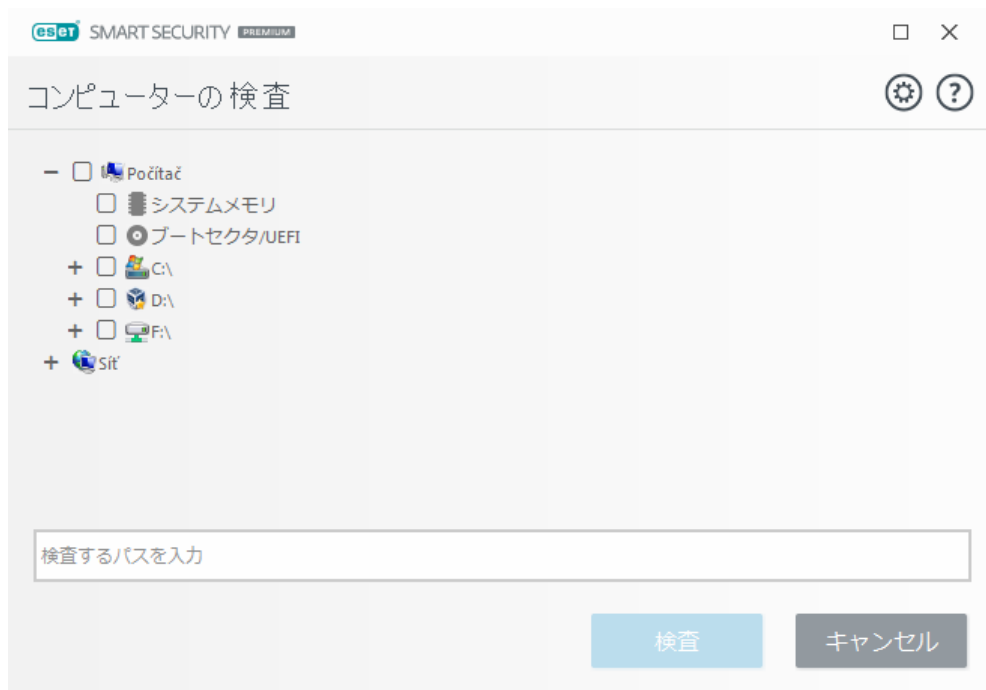 eset SMART SECURITY PREMIUM
コンピューターの検査
?
Počítač
システムメモリ
ブートセクタ/UEFI
C:\
D:\
F:\
Síť
検査するパスを入力
検査 キャンセル